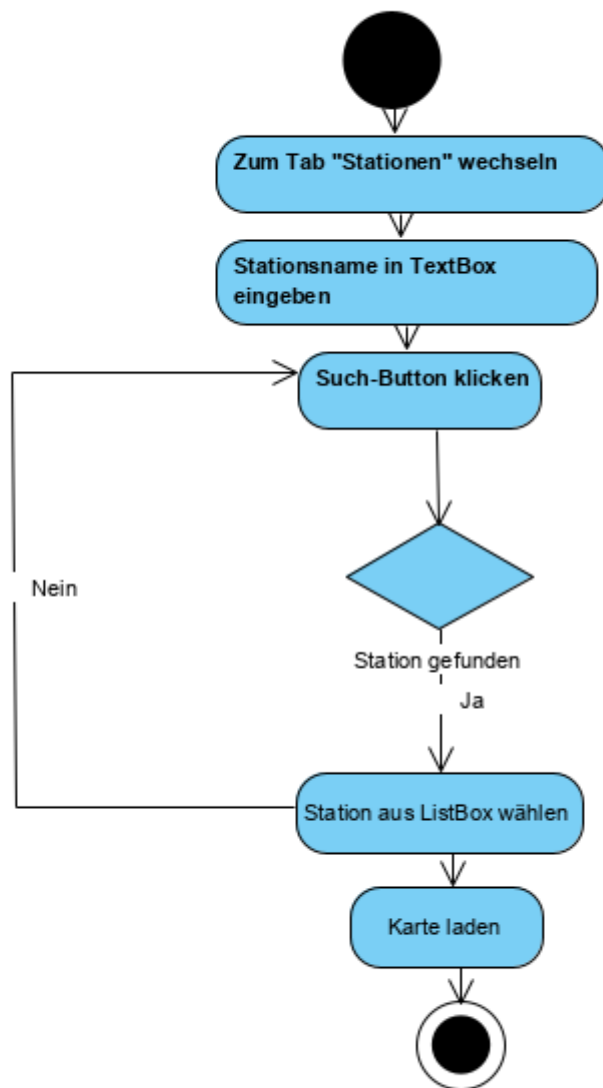 Zum Tab "Stationen" wechseln
Stationsname in TextBox
eingeben
Such-Button klicken
Nein
Station gefunden
Ja
Station aus ListBox wählen
Karte laden